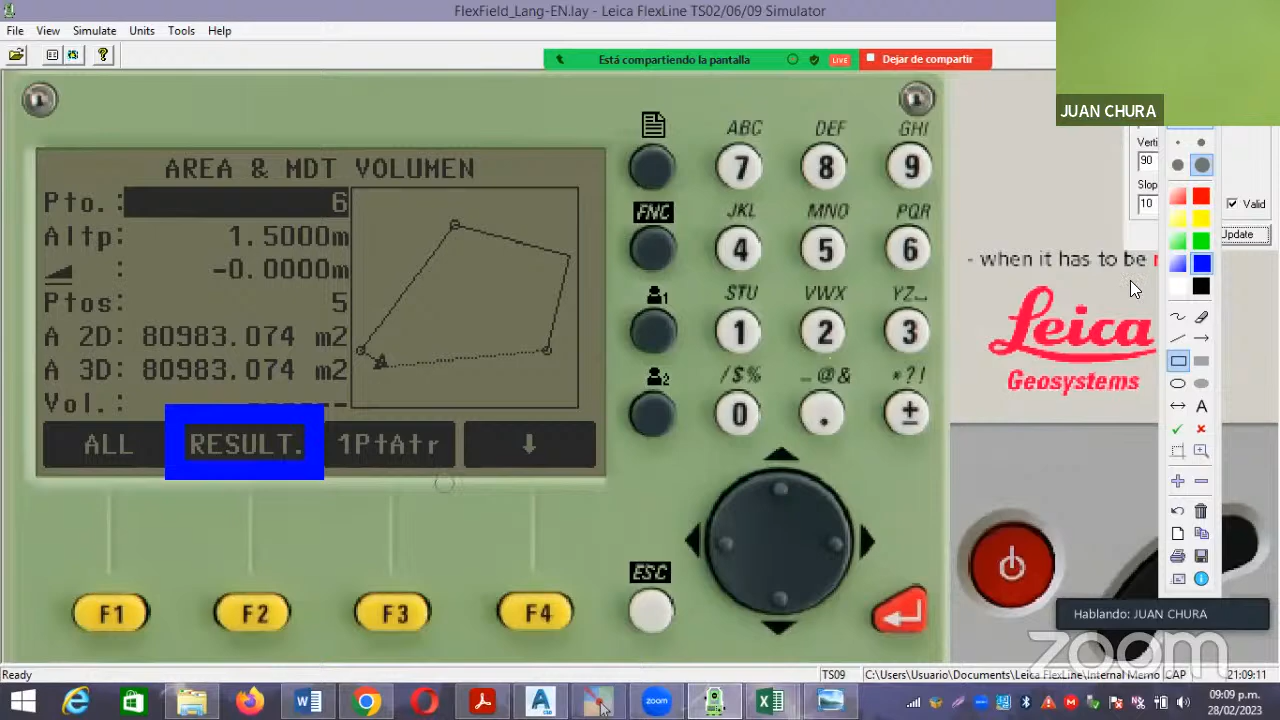 FlexField_Lang-EN.lay - Leica FlexLine TS02/06/09 Simulator
File View Simulate Units Tools Help
Está compartiendo la pantalla LIVE Dejar de compartir
JUAN CHURA
AREA & MDT VOLUMEN
Pto.: 6
Altp: 1.5000m
: -0.0000m
Ptos: 5
A 2D: 80983.074 m2
A 3D: 80983.074 m2
Vol.:
ALL RESULT. 1PtAtr ↓
F1 F2 F3 F4
ABC DEF GHI
7 8 9
FNC JKL MNO PQR
4 5 6
1 STU VWX YZ
1 2 3
2 /$% _@& *?!
0 . ±
ESC
Verti
90
Slop
10 Valid
Update
- when it has to be
Leica
Geosystems
A
Hablando: JUAN CHURA
zoom
Ready TS09 C:\Users\Usuario\Documents\Leica FlexLine\Internal Memo CAP 21:09:11
zoom
09:09 p.m.
28/02/2023